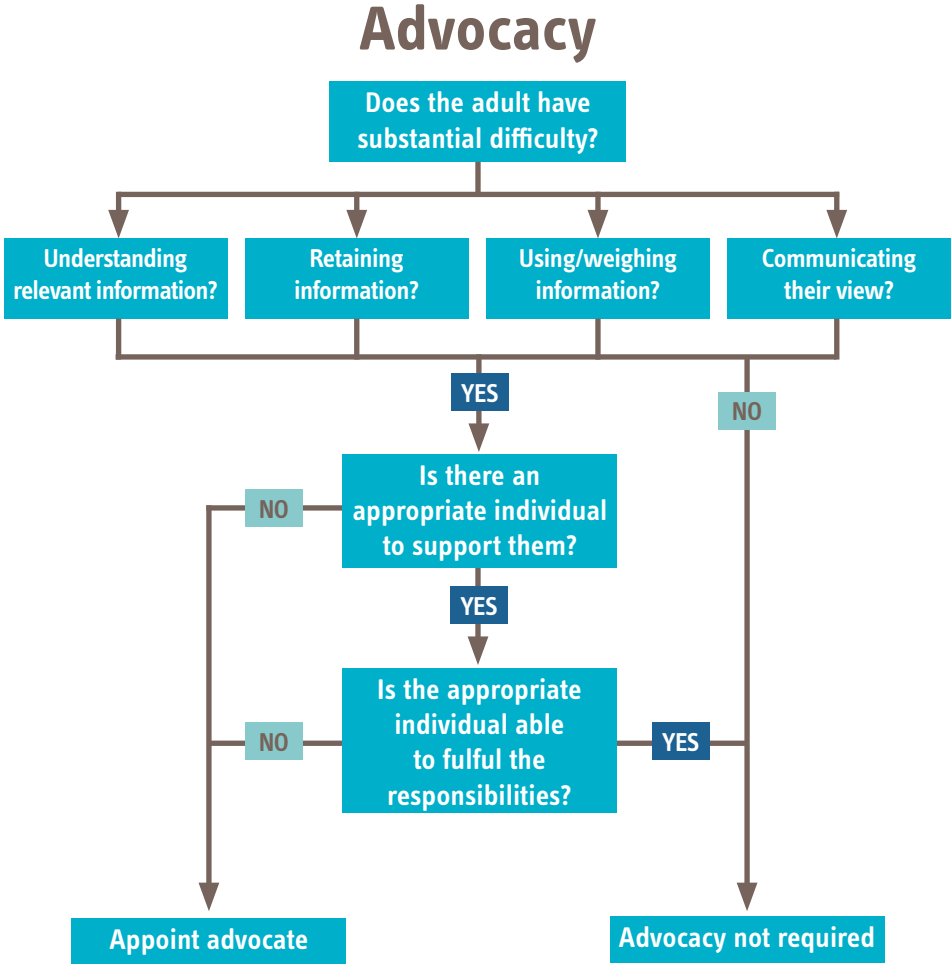 Advocacy
Does the adult have
substantial difficulty?
Understanding
relevant information?
Retaining
information?
Using/weighing
information?
Communicating
their view?
YES
NO
Is there an
appropriate individual
to support them?
NO
YES
Is the appropriate
individual able
to fulful the
responsibilities?
NO
YES
Appoint advocate
Advocacy not required